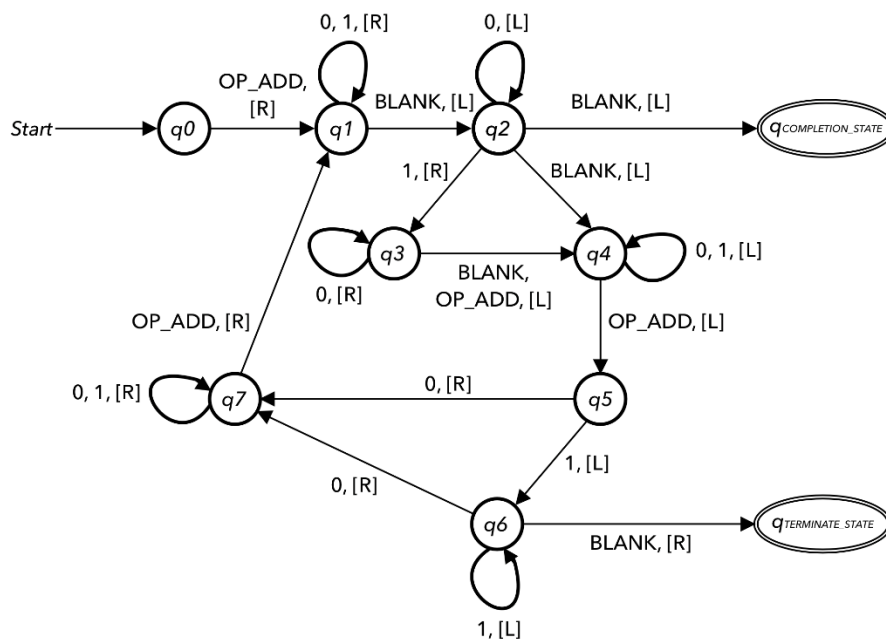 0, 1, [R]
0, [L]
OP_ADD,
[R]
BLANK, [L]
BLANK, [L]
Start
q0
q1
q2
qCOMPLETION_STATE
1, [R]
BLANK, [L]
q3
q4
0, 1, [L]
0, [R]
BLANK,
OP_ADD, [L]
OP_ADD, [R]
OP_ADD, [L]
0, 1, [R]
q7
0, [R]
q5
1, [L]
0, [R]
q6
qTERMINATE_STATE
BLANK, [R]
1, [L]